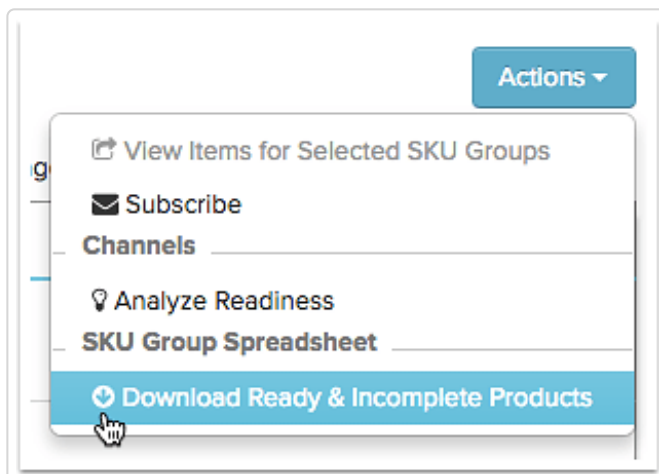 Actions
View Items for Selected SKU Groups
Subscribe
Channels
Analyze Readiness
SKU Group Spreadsheet
Download Ready & Incomplete Products